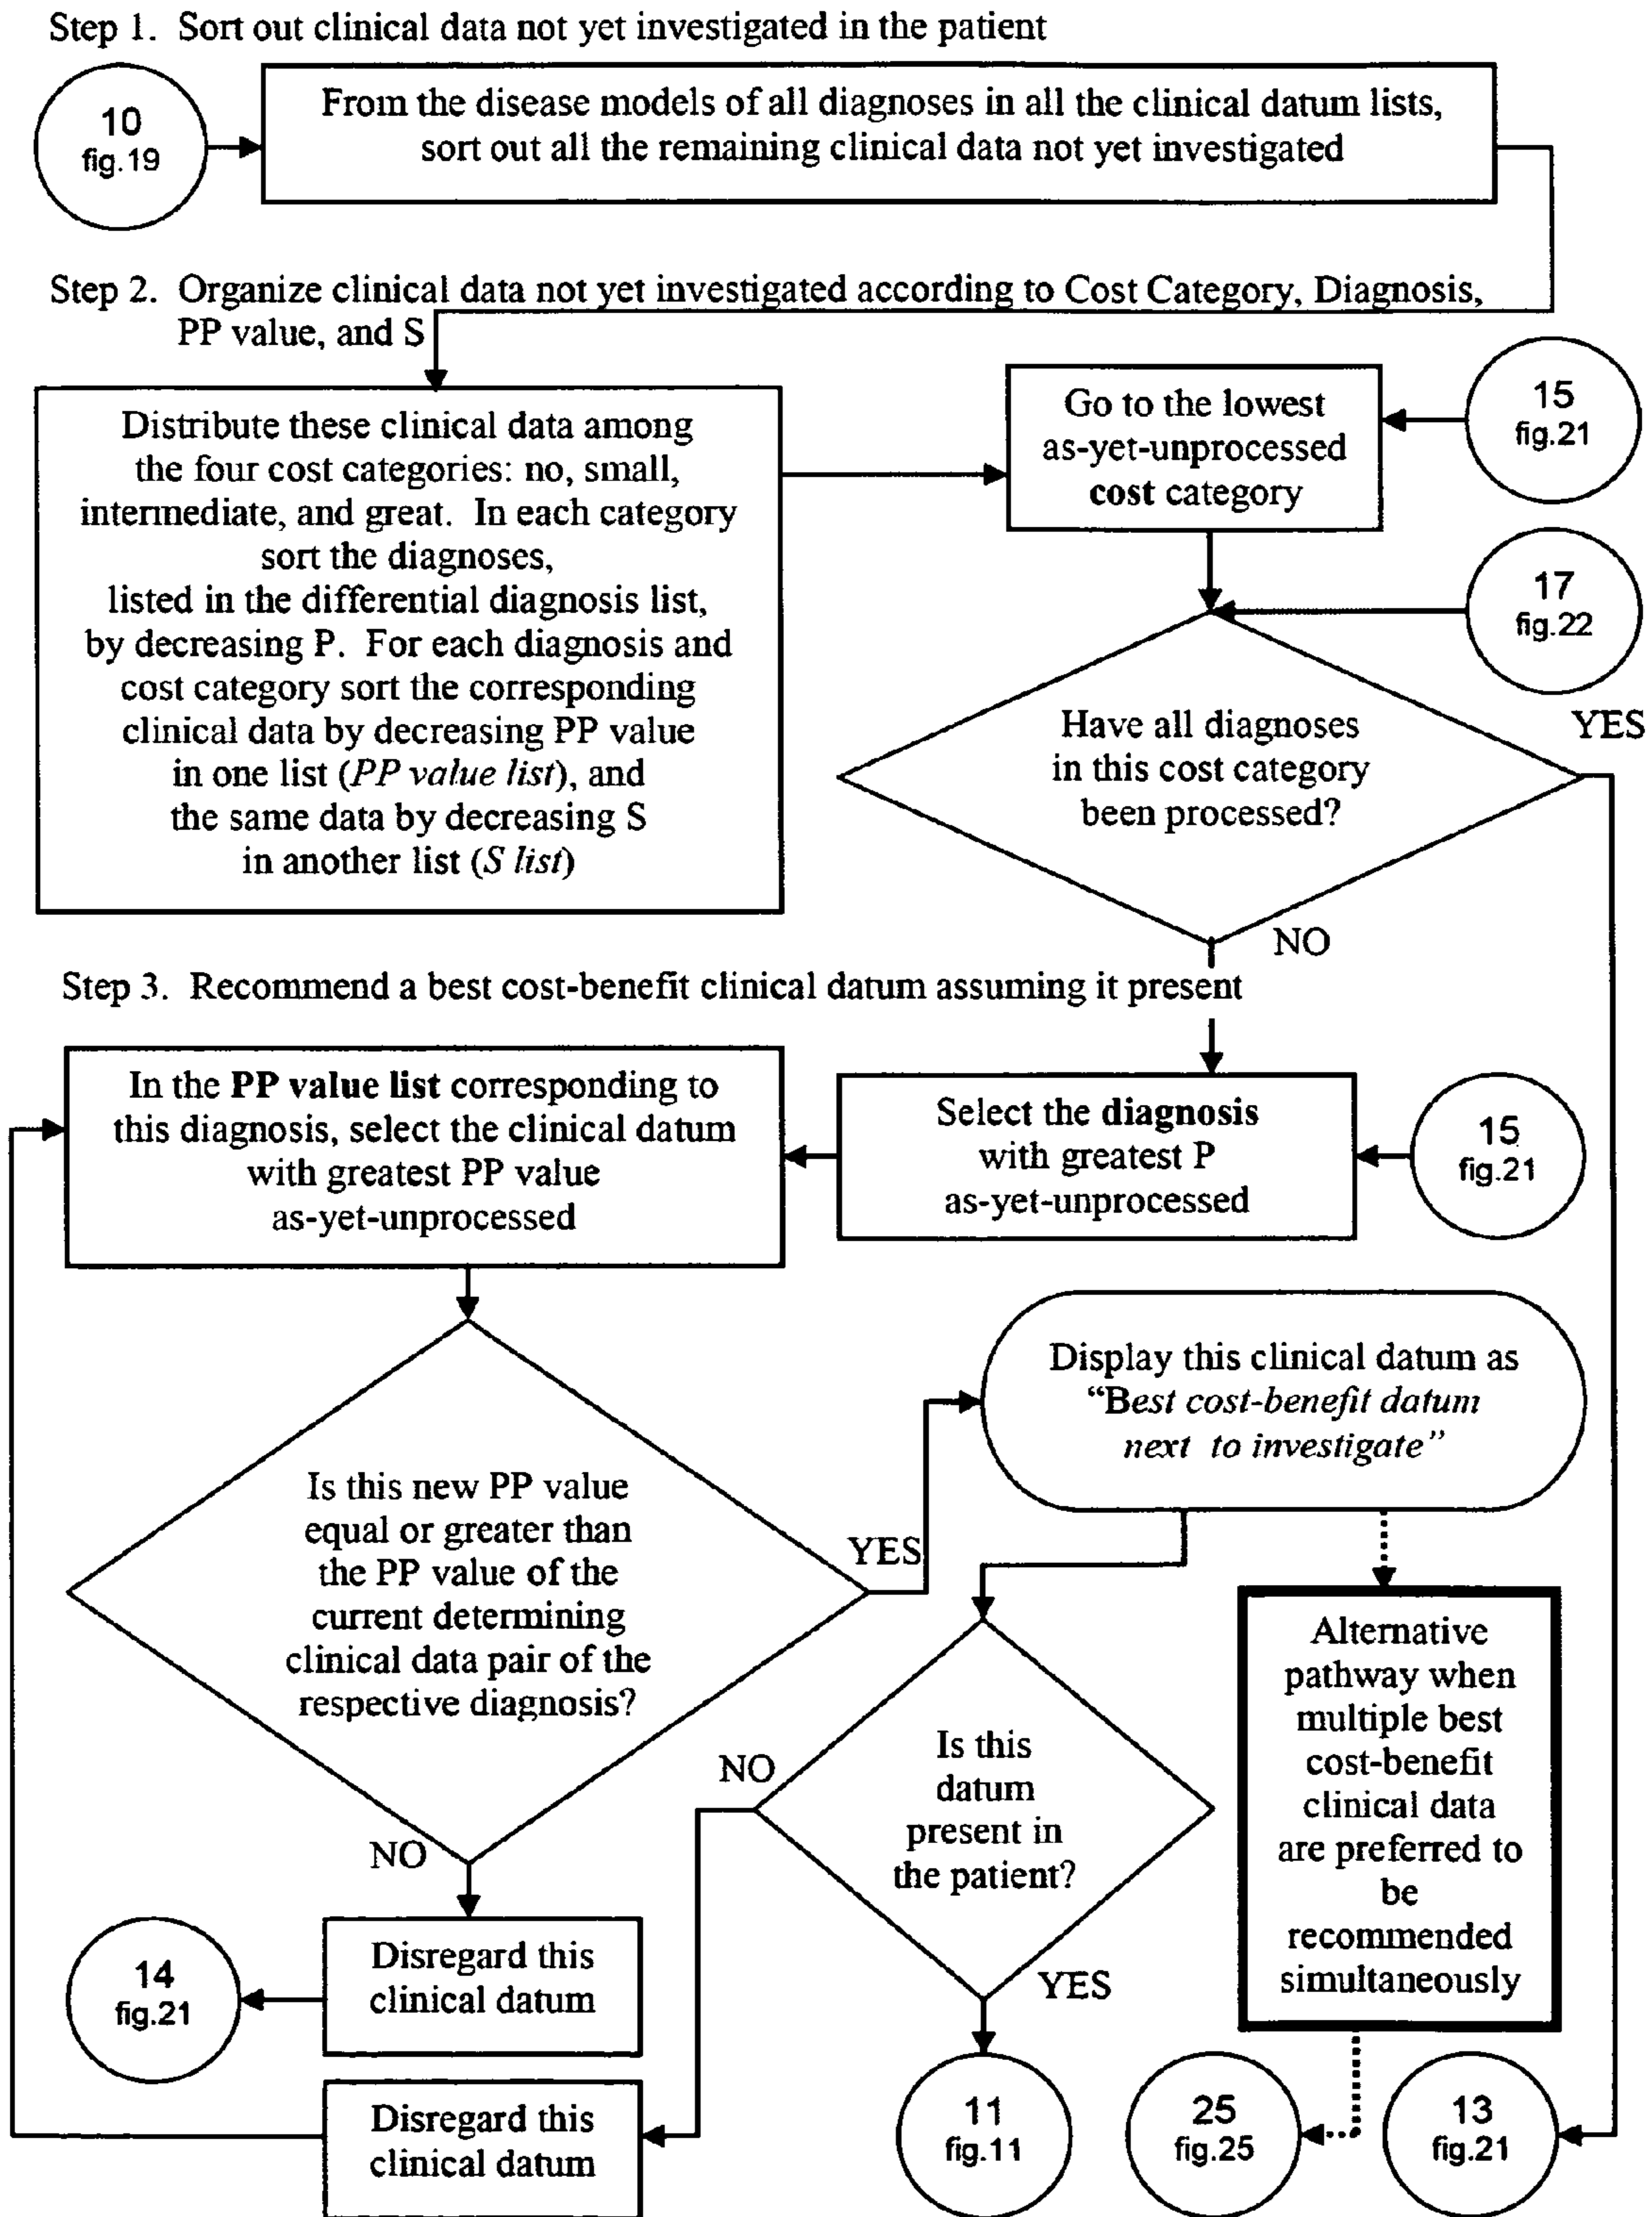 Step 1. Sort out clinical data not yet investigated in the patient
10
fig.19
From the disease models of all diagnoses in all the clinical datum lists,
sort out all the remaining clinical data not yet investigated
Step 2. Organize clinical data not yet investigated according to Cost Category, Diagnosis,
PP value, and S
Distribute these clinical data among
the four cost categories: no, small,
intermediate, and great. In each category
sort the diagnoses,
listed in the differential diagnosis list,
by decreasing P. For each diagnosis and
cost category sort the corresponding
clinical data by decreasing PP value
in one list (PP value list), and
the same data by decreasing S
in another list (S list)
Go to the lowest
as-yet-unprocessed
cost category
15
fig.21
17
fig.22
Have all diagnoses
in this cost category
been processed?
YES
NO
Step 3. Recommend a best cost-benefit clinical datum assuming it present
In the PP value list corresponding to
this diagnosis, select the clinical datum
with greatest PP value
as-yet-unprocessed
Select the diagnosis
with greatest P
as-yet-unprocessed
15
fig.21
Is this new PP value
equal or greater than
the PP value of the
current determining
clinical data pair of the
respective diagnosis?
YES
NO
Display this clinical datum as
“Best cost-benefit datum
next to investigate”
Is this
datum
present in
the patient?
NO
YES
Alternative
pathway when
multiple best
cost-benefit
clinical data
are preferred to
be
recommended
simultaneously
Disregard this
clinical datum
14
fig.21
Disregard this
clinical datum
11
fig.11
25
fig.25
13
fig.21